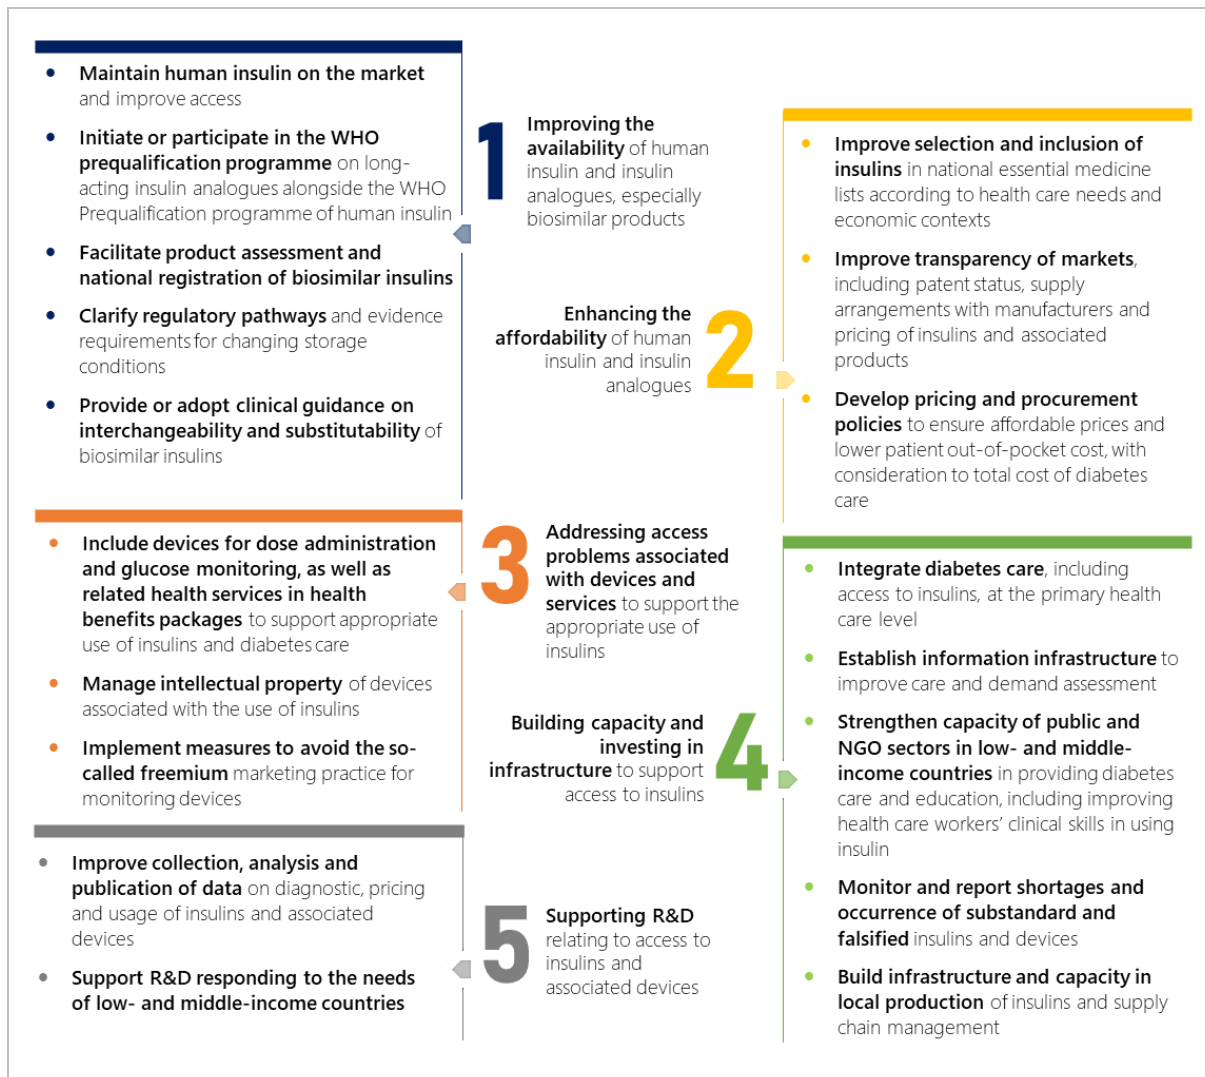 Maintain human insulin on the market
and improve access
Initiate or participate in the WHO
prequalification programme on long-
acting insulin analogues alongside the WHO
Prequalification programme of human insulin
Facilitate product assessment and
national registration of biosimilar insulins
Clarify regulatory pathways and evidence
requirements for changing storage
conditions
Provide or adopt clinical guidance on
interchangeability and substitutability of
biosimilar insulins
1
Improving the
availability of human
insulin and insulin
analogues, especially
biosimilar products
Enhancing the
affordability of human
insulin and insulin
analogues
2
Improve selection and inclusion of
insulins in national essential medicine
lists according to health care needs and
economic contexts
Improve transparency of markets,
including patent status, supply
arrangements with manufacturers and
pricing of insulins and associated
products
Develop pricing and procurement
policies to ensure affordable prices and
lower patient out-of-pocket cost, with
consideration to total cost of diabetes
care
Include devices for dose administration
and glucose monitoring, as well as
related health services in health
benefits packages to support appropriate
use of insulins and diabetes care
Manage intellectual property of devices
associated with the use of insulins
Implement measures to avoid the so-
called freemium marketing practice for
monitoring devices
3
Addressing access
problems associated
with devices and
services to support the
appropriate use of
insulins
Building capacity and
investing in
infrastructure to support
access to insulins
4
Integrate diabetes care, including
access to insulins, at the primary health
care level
Establish information infrastructure to
improve care and demand assessment
Strengthen capacity of public and
NGO sectors in low- and middle-
income countries in providing diabetes
care and education, including improving
health care workers' clinical skills in using
insulin
Monitor and report shortages and
occurrence of substandard and
falsified insulins and devices
Build infrastructure and capacity in
local production of insulins and supply
chain management
Improve collection, analysis and
publication of data on diagnostic, pricing
and usage of insulins and associated
devices
Support R&D responding to the needs
of low- and middle-income countries
5
Supporting R&D
relating to access to
insulins and
associated devices